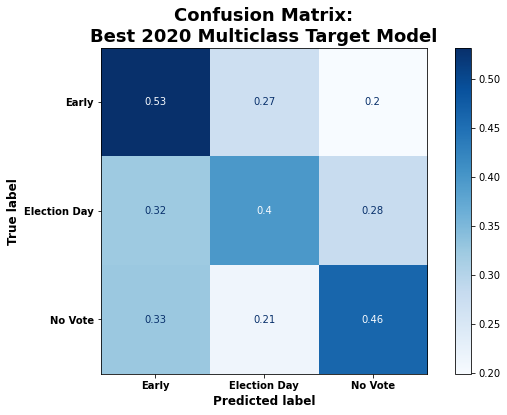 Confusion Matrix:
Best 2020 Multiclass Target Model
Early
0.53
0.27
0.2
Election Day
0.32
0.4
0.28
No Vote
0.33
0.21
0.46
Early
Election Day
No Vote
Predicted label
True label
0.50
0.45
0.40
0.35
0.30
0.25
0.20